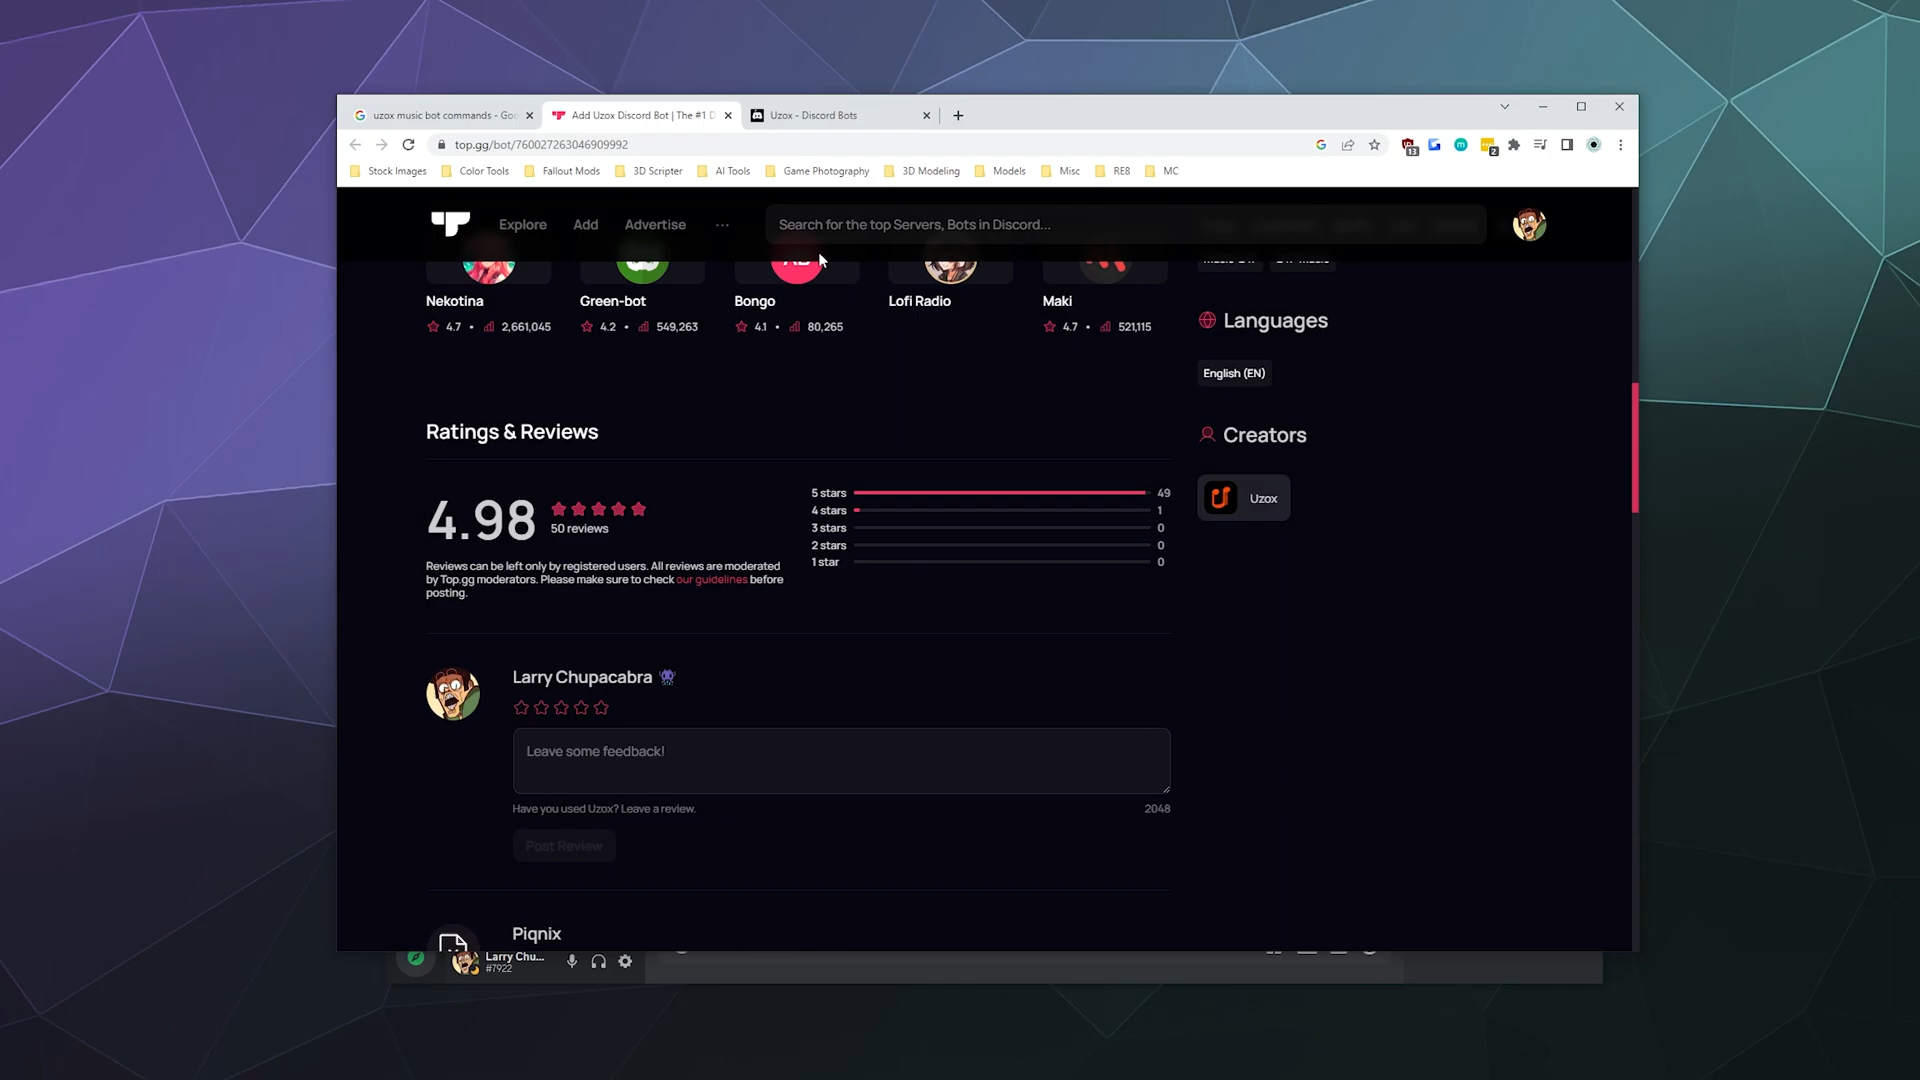 uzox music bot commands - Goo
Add Uzox Discord Bot | The #1 D
Uzox - Discord Bots
top.gg/bot/760027263046909992
13
2
Stock Images
Color Tools
Fallout Mods
3D Scripter
AI Tools
Game Photography
3D Modeling
Models
Misc
RE8
MC
Explore
Add
Advertise
Search for the top Servers, Bots in Discord...
Nekotina
Green-bot
Bongo
Lofi Radio
Maki
4.7 • 2,661,045
4.2 • 549,263
4.1 • 80,265
4.7 • 521,115
Languages
English (EN)
Creators
Uzox
Ratings & Reviews
4.98
50 reviews
5 stars 49
4 stars 1
3 stars 0
2 stars 0
1 star 0
Reviews can be left only by registered users. All reviews are moderated
by Top.gg moderators. Please make sure to check our guidelines before
posting.
Larry Chupacabra
Leave some feedback!
Have you used Uzox? Leave a review.
2048
Post Review
Piqnix
Larry Chu...
#7922